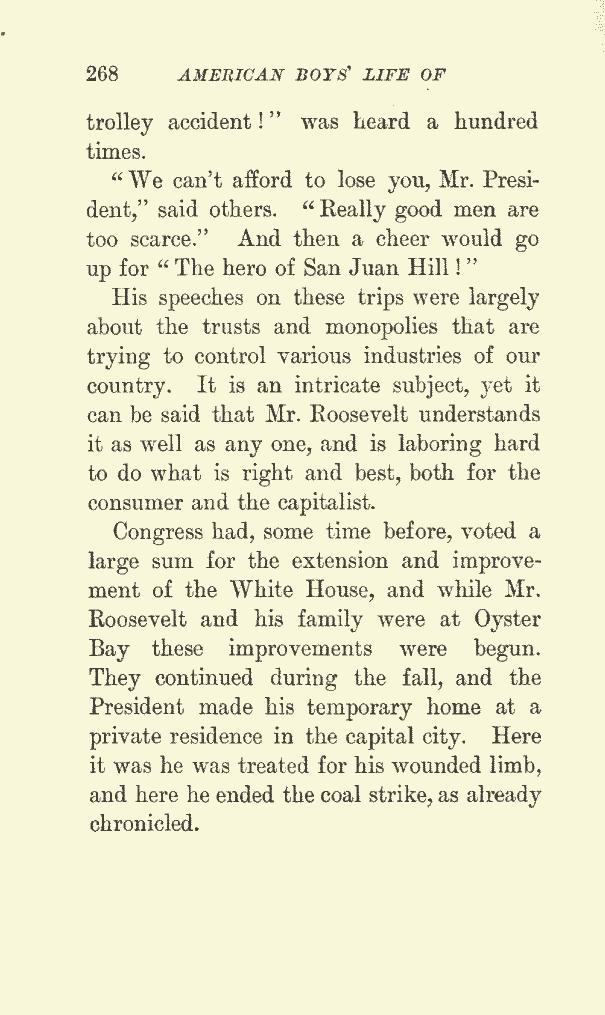 268 AMERICAN BOYS' LIFE OF
trolley accident!" was heard a hundred
times.
"We can't afford to lose you, Mr. Presi-
dent," said others. "Really good men are
too scarce." And then a cheer would go
up for "The hero of San Juan Hill!"
His speeches on these trips were largely
about the trusts and monopolies that are
trying to control various industries of our
country. It is an intricate subject, yet it
can be said that Mr. Roosevelt understands
it as well as any one, and is laboring hard
to do what is right and best, both for the
consumer and the capitalist.
Congress had, some time before, voted a
large sum for the extension and improve-
ment of the White House, and while Mr.
Roosevelt and his family were at Oyster
Bay these improvements were begun.
They continued during the fall, and the
President made his temporary home at a
private residence in the capital city. Here
it was he was treated for his wounded limb,
and here he ended the coal strike, as already
chronicled.